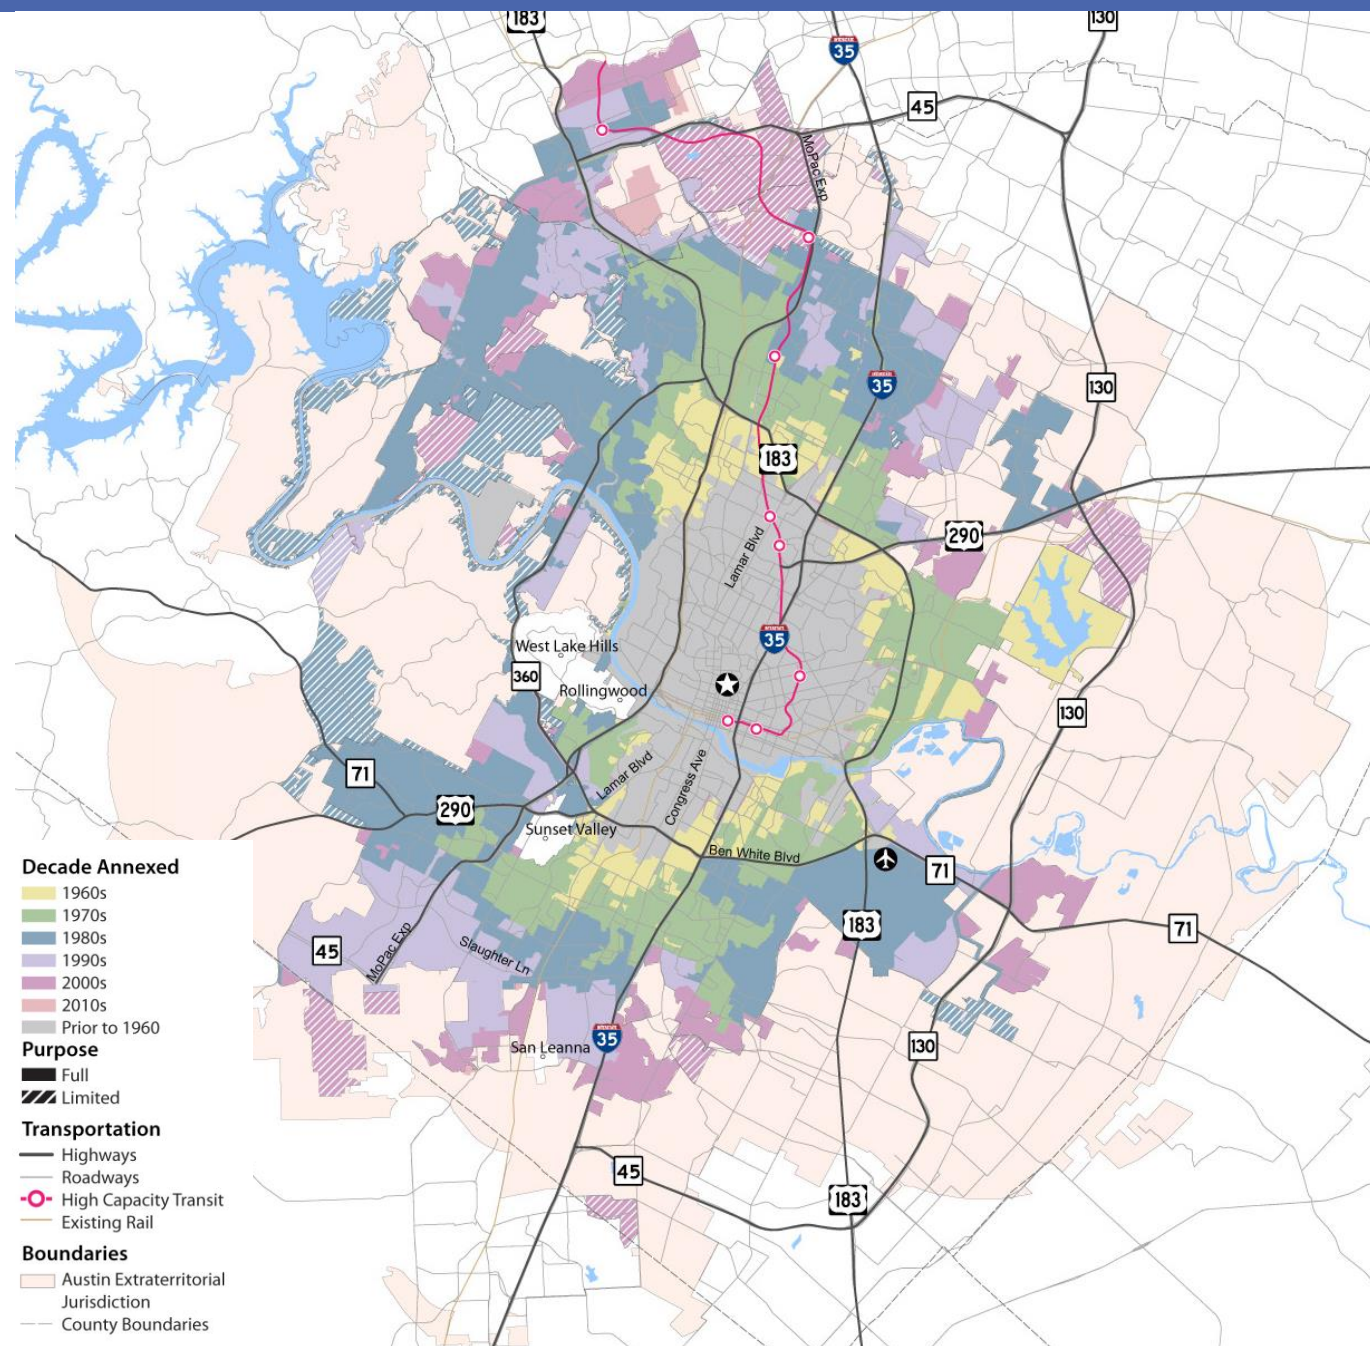 183
35
130
45
MoPac Exp
130
35
183
290
Lamar Blvd
35
West Lake Hills
360
Rollingwood
130
Lamar Blvd
Congress Ave
71
290
Sunset Valley
Ben White Blvd
71
183
71
45
MoPac Exp
Slaughter Ln
35
San Leanna
130
45
183
Decade Annexed
1960s
1970s
1980s
1990s
2000s
2010s
Prior to 1960
Purpose
Full
Limited
Transportation
Highways
Roadways
High Capacity Transit
Existing Rail
Boundaries
Austin Extraterritorial
Jurisdiction
County Boundaries